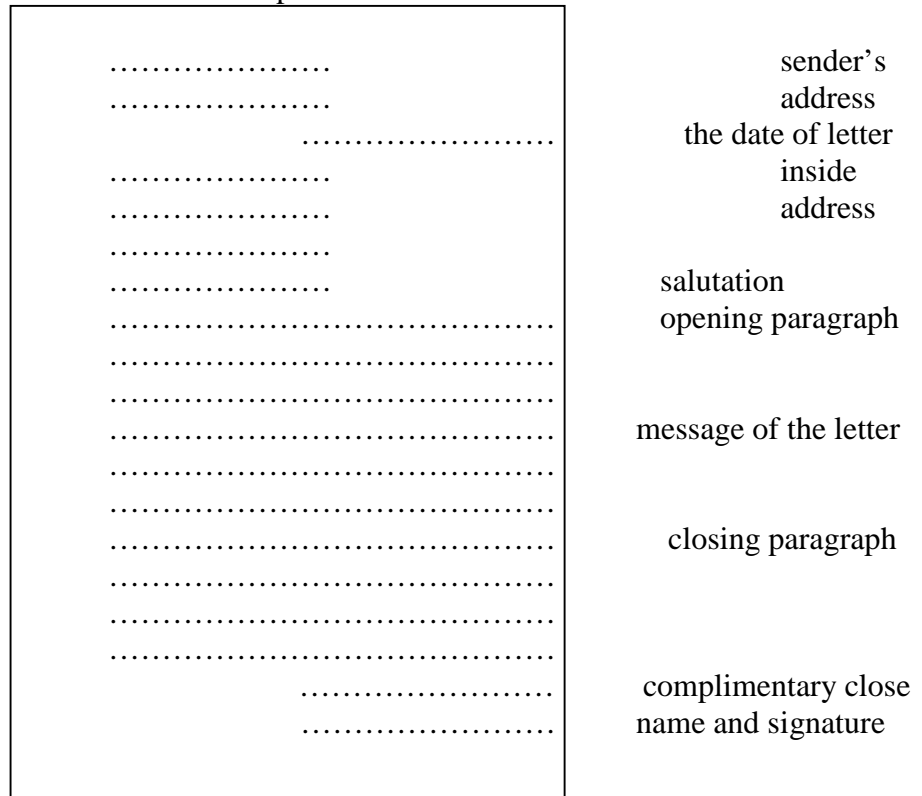 ………………… sender’s
………………… address
…………………… the date of letter
………………… inside
………………… address
…………………
………………… salutation
…………………………………… opening paragraph
……………………………………
……………………………………
…………………………………… message of the letter
……………………………………
……………………………………
…………………………………… closing paragraph
……………………………………
……………………………………
……………………………………
…………………… complimentary close
…………………… name and signature